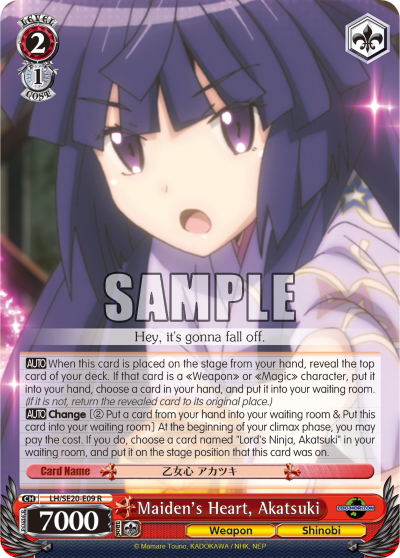 LEVEL
2
1
COST
SAMPLE
Hey, it's gonna fall off.
AUTO When this card is placed on the stage from your hand, reveal the top
card of your deck. If that card is a «Weapon» or «Magic» character, put it
into your hand, choose a card in your hand, and put it into your waiting room.
(If it is not, return the revealed card to its original place.)
AUTO Change [② Put a card from your hand into your waiting room & Put this
card into your waiting room] At the beginning of your climax phase, you may
pay the cost. If you do, choose a card named "Lord's Ninja, Akatsuki" in your
waiting room, and put it on the stage position that this card was on.
Card Name 乙女心 アカツキ
CH LH/SE20-E09 R
Maiden's Heart, Akatsuki
POWER 7000
Weapon Shinobi
© Mamare Touno, KADOKAWA / NHK, NEP